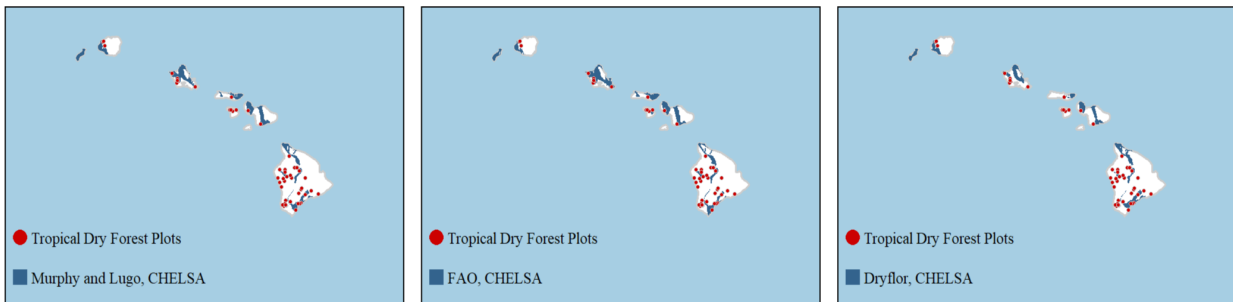 Tropical Dry Forest Plots
Murphy and Lugo, CHELSA
Tropical Dry Forest Plots
FAO, CHELSA
Tropical Dry Forest Plots
Dryflor, CHELSA